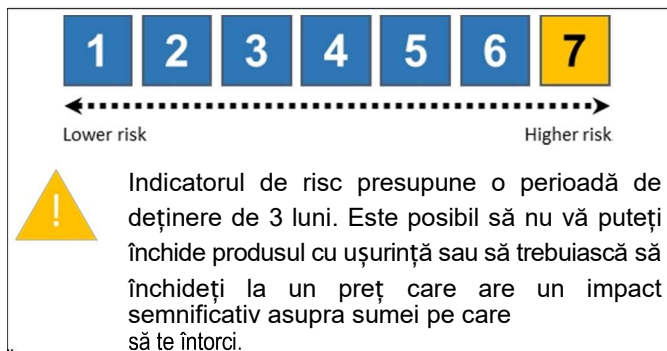 1 2 3 4 5 6 7
Lower risk Higher risk
!
Indicatorul de risc presupune o perioadă de
deținere de 3 luni. Este posibil să nu vă puteți
închide produsul cu ușurință sau să trebuiască să
închideți la un preț care are un impact
semnificativ asupra sumei pe care
să te întorci.